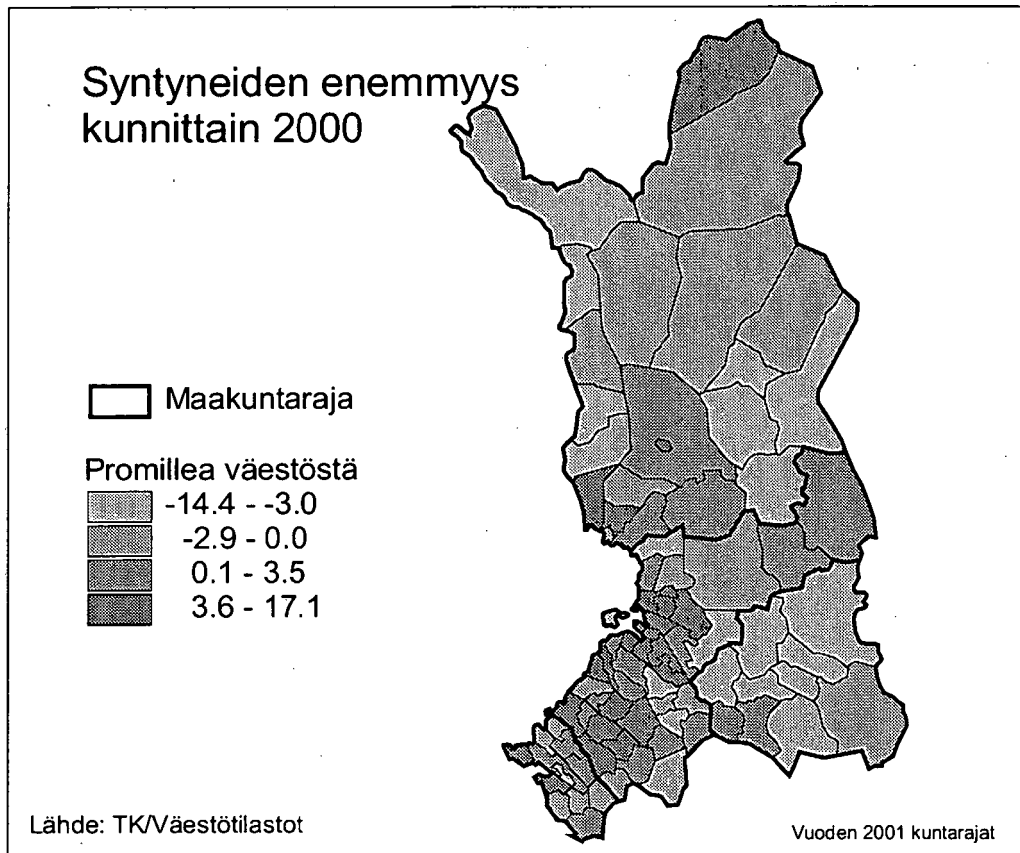 Syntyneiden enemmyys
kunnittain 2000
Maakuntaraja
Promillea väestöstä
-14.4 - -3.0
-2.9 - 0.0
0.1 - 3.5
3.6 - 17.1
Lähde: TK/Väestötilastot
Vuoden 2001 kuntarajat